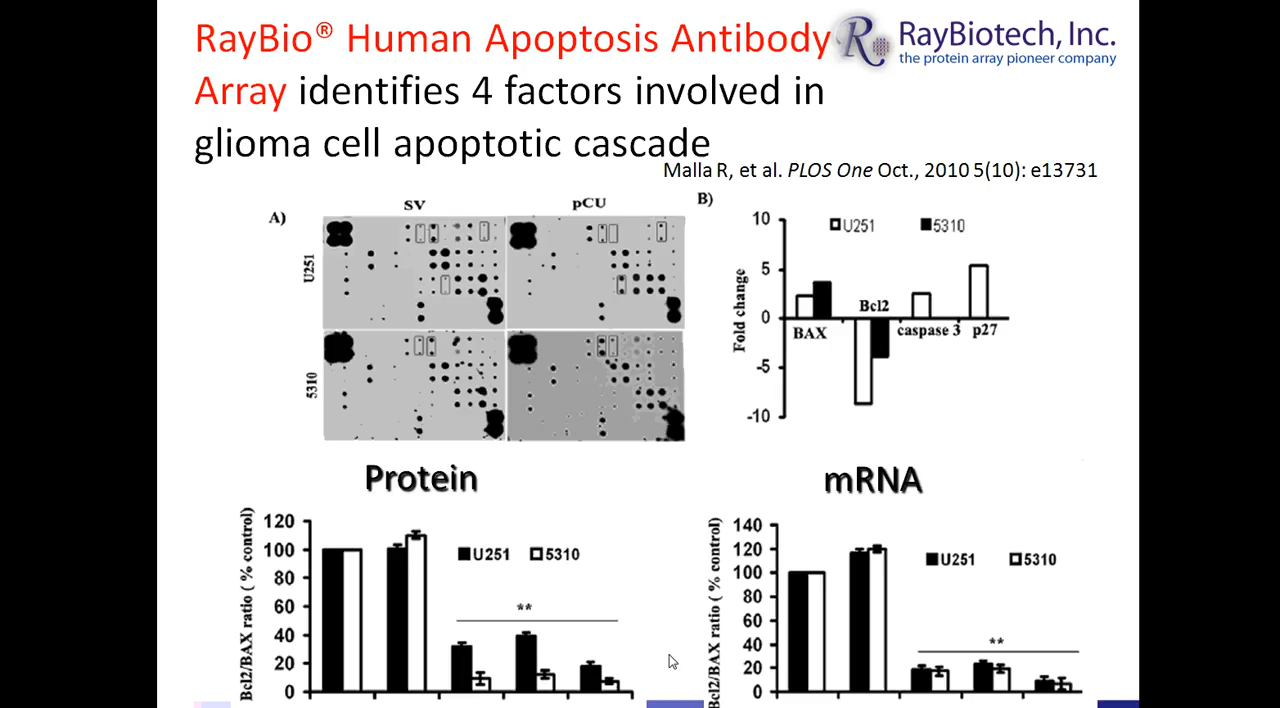 RayBio® Human Apoptosis Antibody
Array identifies 4 factors involved in
glioma cell apoptotic cascade
RayBiotech, Inc.
the protein array pioneer company
Malla R, et al. PLOS One Oct., 2010 5(10): e13731
A)
SV
pCU
U251
5310
B)
Fold change
10
5
0
-5
-10
U251
5310
BAX
Bcl2
caspase 3
p27
Protein
Bcl2/BAX ratio ( % control)
120
100
80
60
40
20
0
U251
5310
**
mRNA
Bcl2/BAX ratio ( % control)
140
120
100
80
60
40
20
0
U251
5310
**